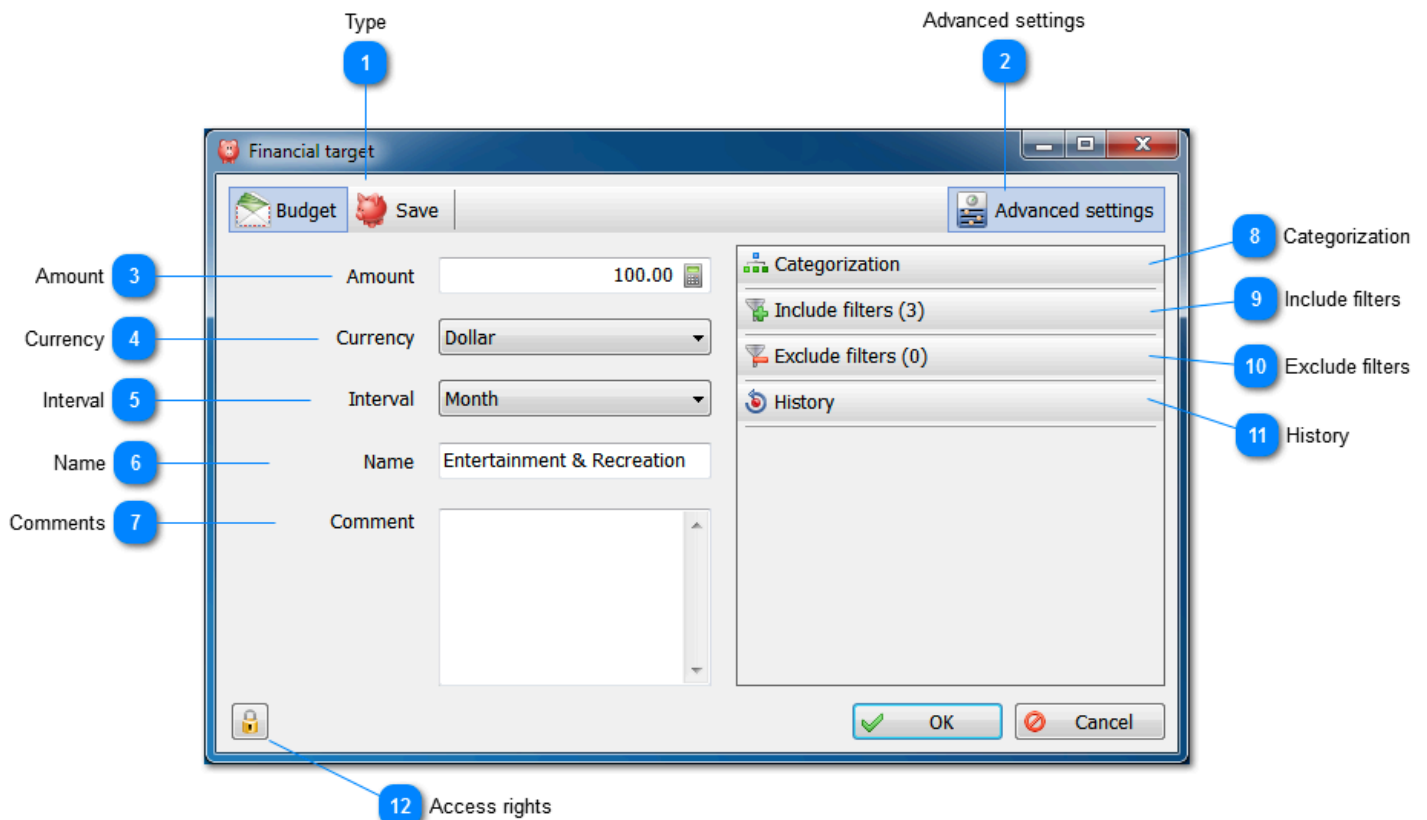 Type
Advanced settings
1
2
Financial target
Budget
Save
Advanced settings
8 Categorization
Amount 3
Amount
100.00
Categorization
9 Include filters
Include filters (3)
Currency 4
Currency
Dollar
Exclude filters (0)
10 Exclude filters
Interval 5
Interval
Month
History
11 History
Name 6
Name
Entertainment & Recreation
Comments 7
Comment
OK
Cancel
12 Access rights